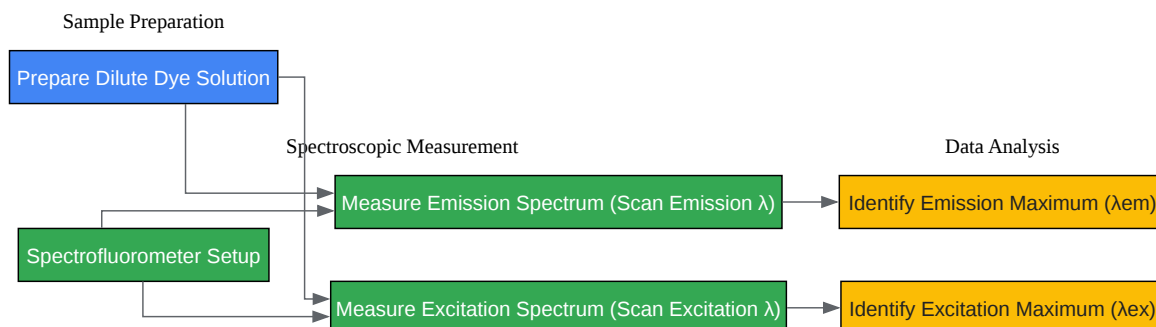 Sample Preparation
Prepare Dilute Dye Solution
Spectroscopic Measurement
Data Analysis
Measure Emission Spectrum (Scan Emission λ)
Identify Emission Maximum (λem)
Spectrofluorometer Setup
Measure Excitation Spectrum (Scan Excitation λ)
Identify Excitation Maximum (λex)